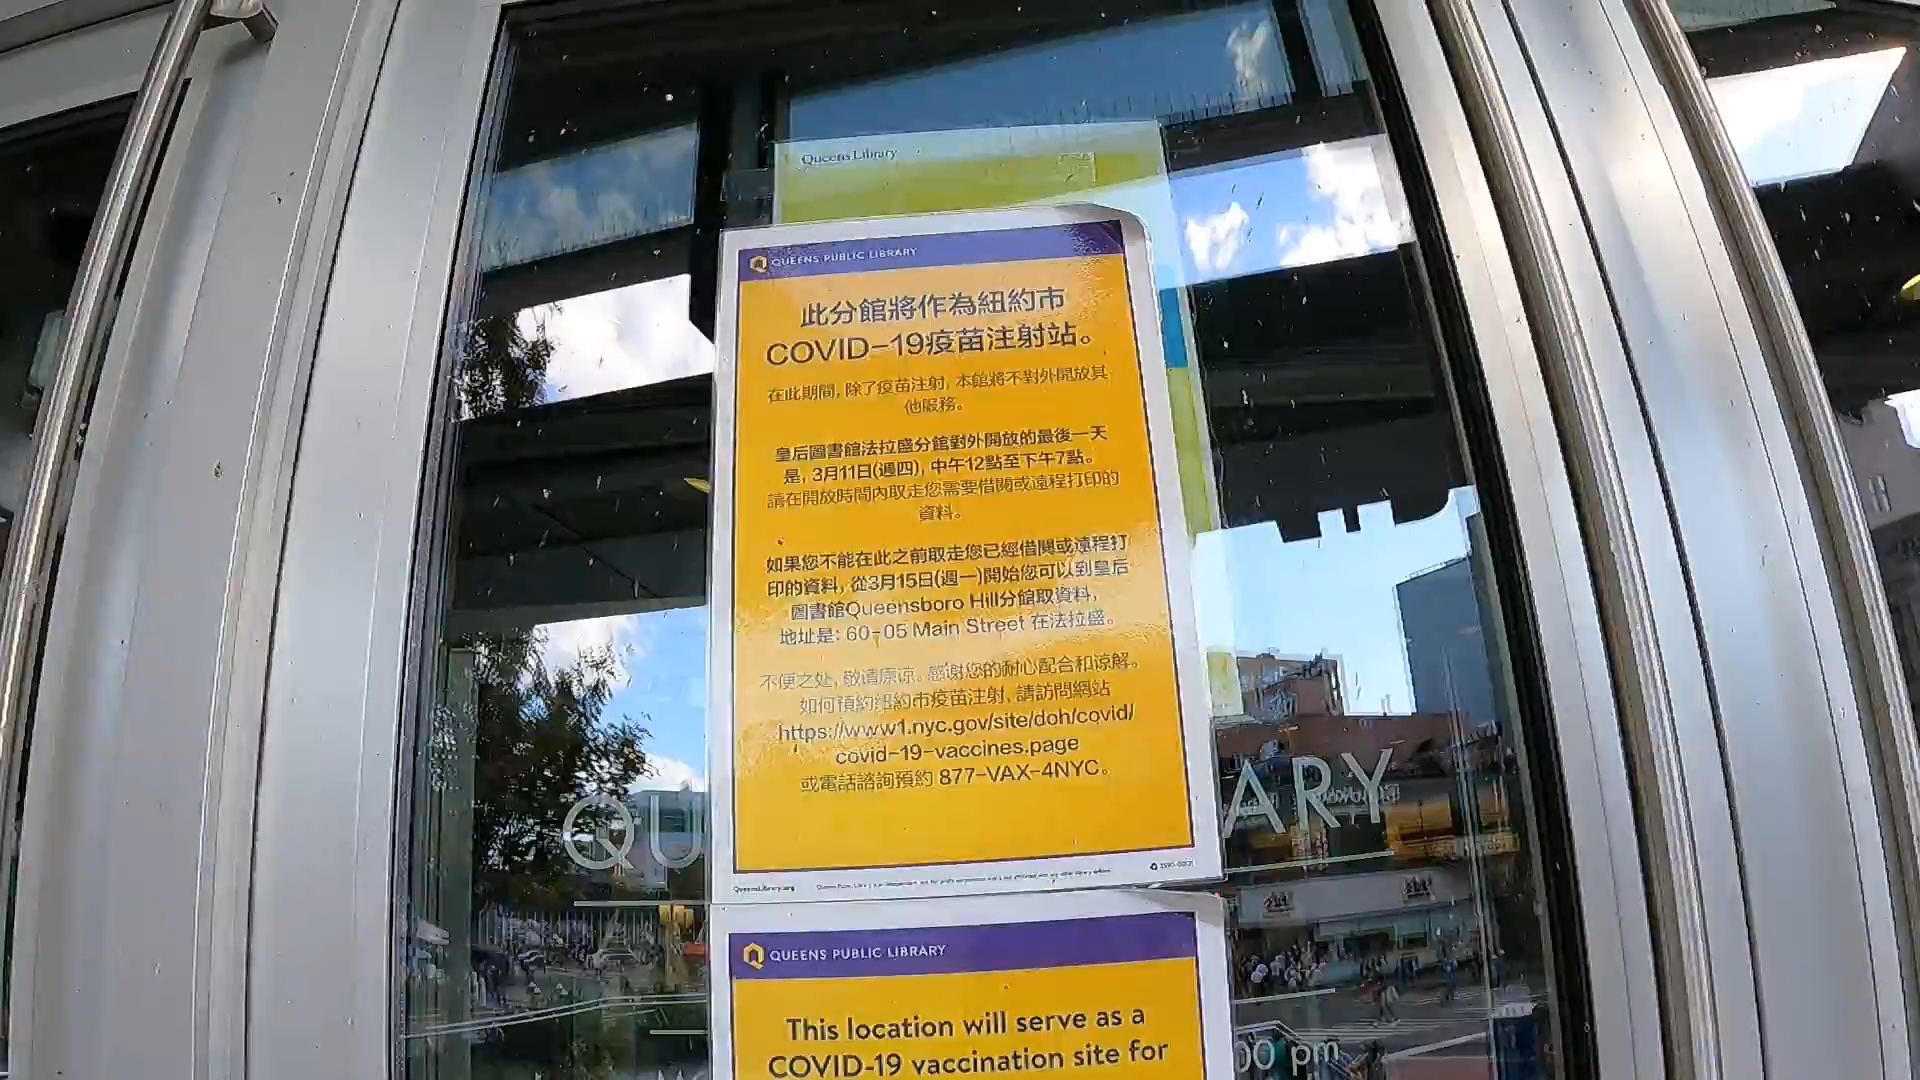 Queens Library
QUEENS PUBLIC LIBRARY
此分館將作為紐約市
COVID-19疫苗注射站。
在此期間, 除了疫苗注射, 本館將不對外開放其
他服務。
皇后圖書館法拉盛分館對外開放的最後一天
是, 3月11日(週四), 中午12點至下午7點。
請在開放時間內取走您需要借閱或遠程打印的
資料。
如果您不能在此之前取走您已經借閱或遠程打
印的資料, 從3月15日(週一)開始您可以到皇后
圖書館Queensboro Hill分館取資料,
地址是: 60-05 Main Street 在法拉盛。
不便之处, 敬请原谅。感谢您的耐心配合和谅解。
如何預約紐約市疫苗注射, 請訪問網站
https://www1.nyc.gov/site/doh/covid/
covid-19-vaccines.page
或電話諮詢預約 877-VAX-4NYC。
QueensLibrary.org
QU
ARY
QUEENS PUBLIC LIBRARY
This location will serve as a
COVID-19 vaccination site for
00 pm